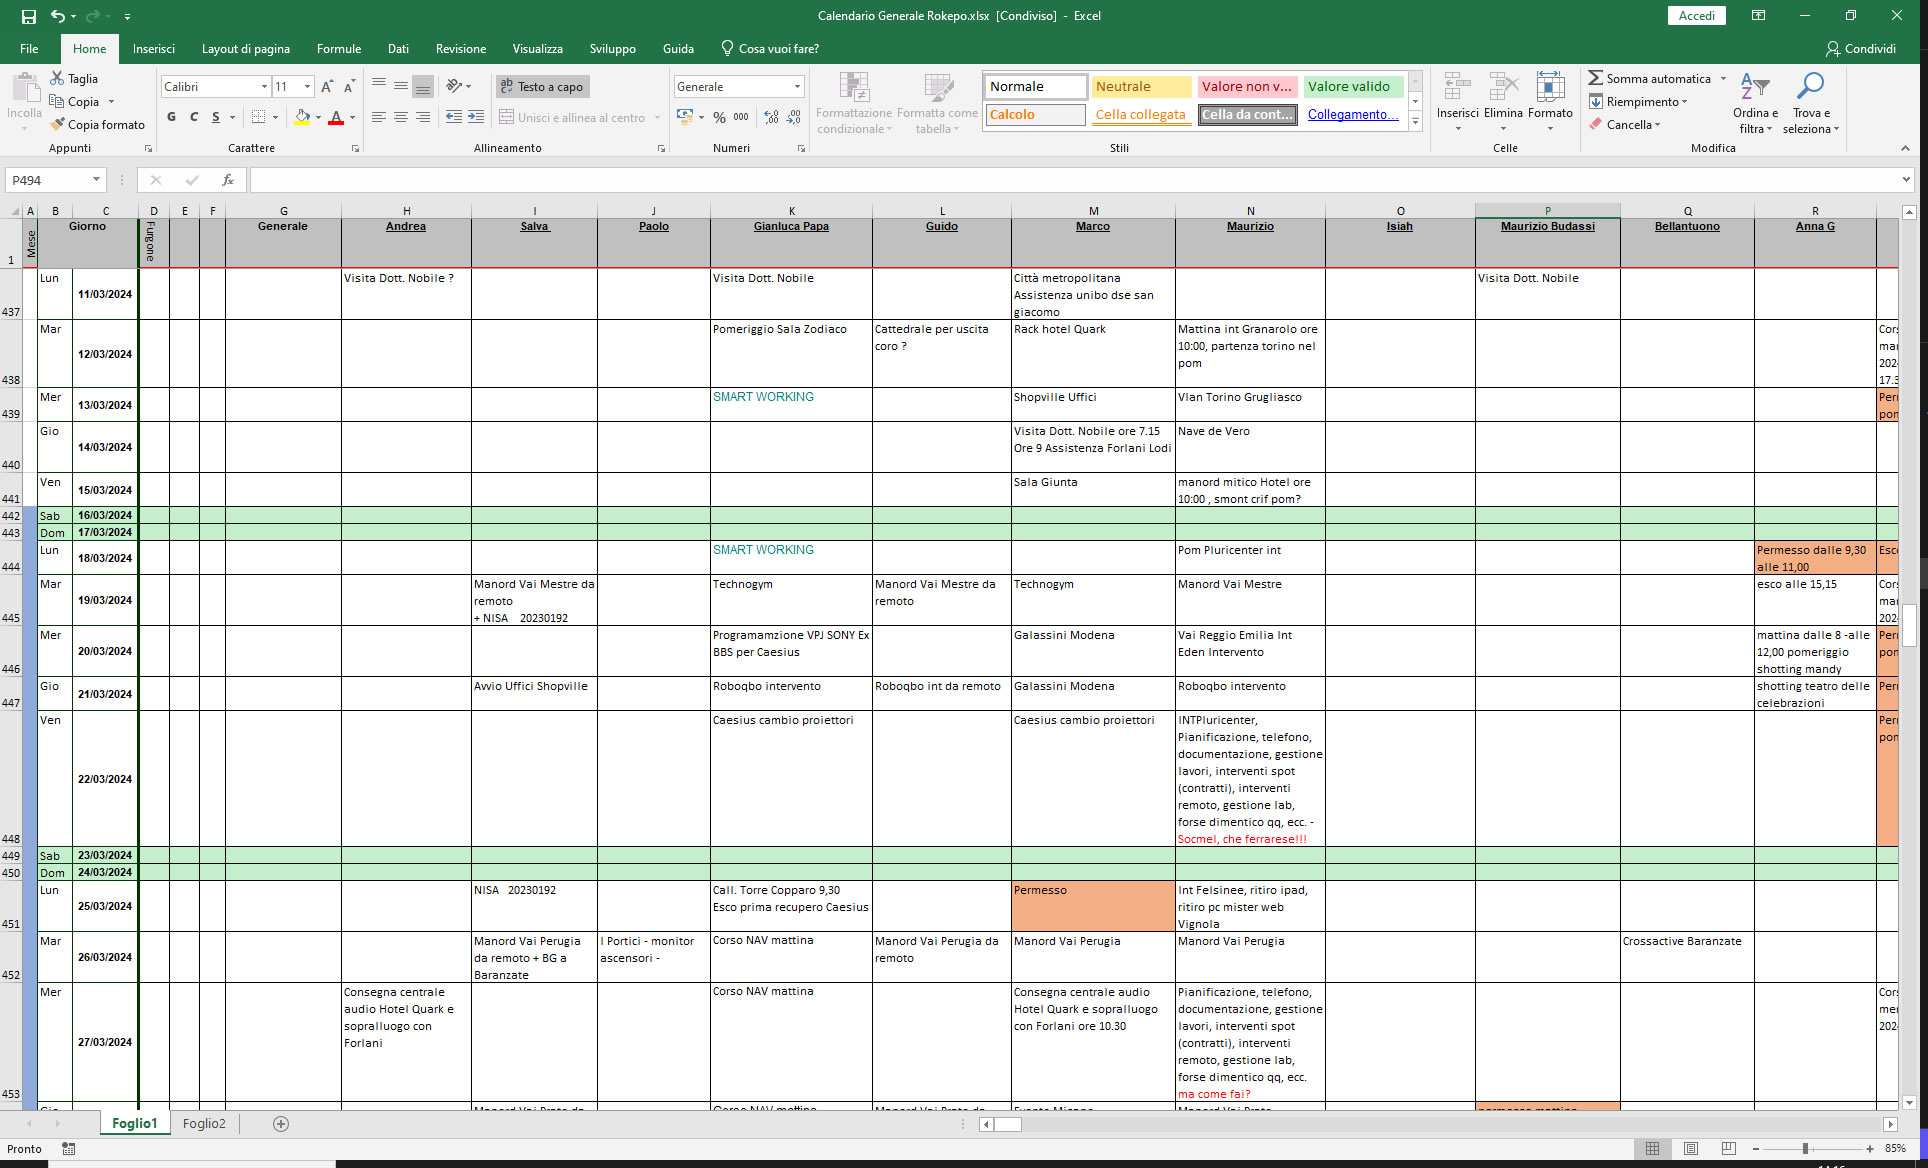 Calendario Generale Rokepo.xlsx [Condiviso] - Excel
Accedi
File Home Inserisci Layout di pagina Formule Dati Revisione Visualizza Sviluppo Guida Cosa vuoi fare? Condividi
Incolla
Taglia
Copia
Copia formato
Appunti
Calibri 11
G C S
Carattere
Testo a capo
Unisci e allinea al centro
Allineamento
Generale
% 000
Numeri
Formattazione condizionale
Formatta come tabella
Normale Neutrale Valore non v... Valore valido
Calcolo Cella collegata Cella da cont... Collegamento...
Stili
Inserisci Elimina Formato
Celle
Somma automatica
Riempimento
Cancella
Ordina e filtra
Trova e seleziona
Modifica
P494
fx
A B C D E F G H I J K L M N O P Q R
1 Mese Giorno Furgone Generale Andrea Salva Paolo Gianluca Papa Guido Marco Maurizio Isiah Maurizio Budassi Bellantuono Anna G
437 Lun 11/03/2024
Visita Dott. Nobile ?
Visita Dott. Nobile
Città metropolitana
Assistenza unibo dse san
giacomo
Visita Dott. Nobile
438 Mar 12/03/2024
Pomeriggio Sala Zodiaco
Cattedrale per uscita
coro ?
Rack hotel Quark
Mattina int Granarolo ore
10:00, partenza torino nel
pom
17.3
439 Mer 13/03/2024
SMART WORKING
Shopville Uffici
Vlan Torino Grugliasco
440 Gio 14/03/2024
Visita Dott. Nobile ore 7.15
Ore 9 Assistenza Forlani Lodi
Nave de Vero
441 Ven 15/03/2024
Sala Giunta
manord mitico Hotel ore
10:00 , smont crif pom?
442 Sab 16/03/2024
443 Dom 17/03/2024
444 Lun 18/03/2024
SMART WORKING
Pom Pluricenter int
Permesso dalle 9,30
alle 11,00
445 Mar 19/03/2024
Manord Vai Mestre da
remoto
+ NISA 20230192
Technogym
Manord Vai Mestre da
remoto
Technogym
Manord Vai Mestre
esco alle 15,15
446 Mer 20/03/2024
Programamzione VPJ SONY Ex
BBS per Caesius
Galassini Modena
Vai Reggio Emilia Int
Eden Intervento
mattina dalle 8 -alle
12,00 pomeriggio
shotting mandy
447 Gio 21/03/2024
Avvio Uffici Shopville
Roboqbo intervento
Roboqbo int da remoto
Galassini Modena
Roboqbo intervento
shotting teatro delle
celebrazioni
448 Ven 22/03/2024
Caesius cambio proiettori
Caesius cambio proiettori
INTPluricenter,
Pianificazione, telefono,
documentazione, gestione
lavori, interventi spot
(contratti), interventi
remoto, gestione lab,
forse dimentico qq, ecc. -
Socmel, che ferrarese!!!
449 Sab 23/03/2024
450 Dom 24/03/2024
451 Lun 25/03/2024
NISA 20230192
Call. Torre Copparo 9,30
Esco prima recupero Caesius
Permesso
Int Felsinee, ritiro ipad,
ritiro pc mister web
Vignola
452 Mar 26/03/2024
Manord Vai Perugia
da remoto + BG a
Baranzate
I Portici - monitor
ascensori -
Corso NAV mattina
Manord Vai Perugia da
remoto
Manord Vai Perugia
Manord Vai Perugia
Crossactive Baranzate
453 Mer 27/03/2024
Consegna centrale
audio Hotel Quark e
sopralluogo con
Forlani
Corso NAV mattina
Consegna centrale audio
Hotel Quark e sopralluogo
con Forlani ore 10.30
Pianificazione, telefono,
documentazione, gestione
lavori, interventi spot
(contratti), interventi
remoto, gestione lab,
forse dimentico qq, ecc.
ma come fai?
Foglio1 Foglio2
Pronto
85%